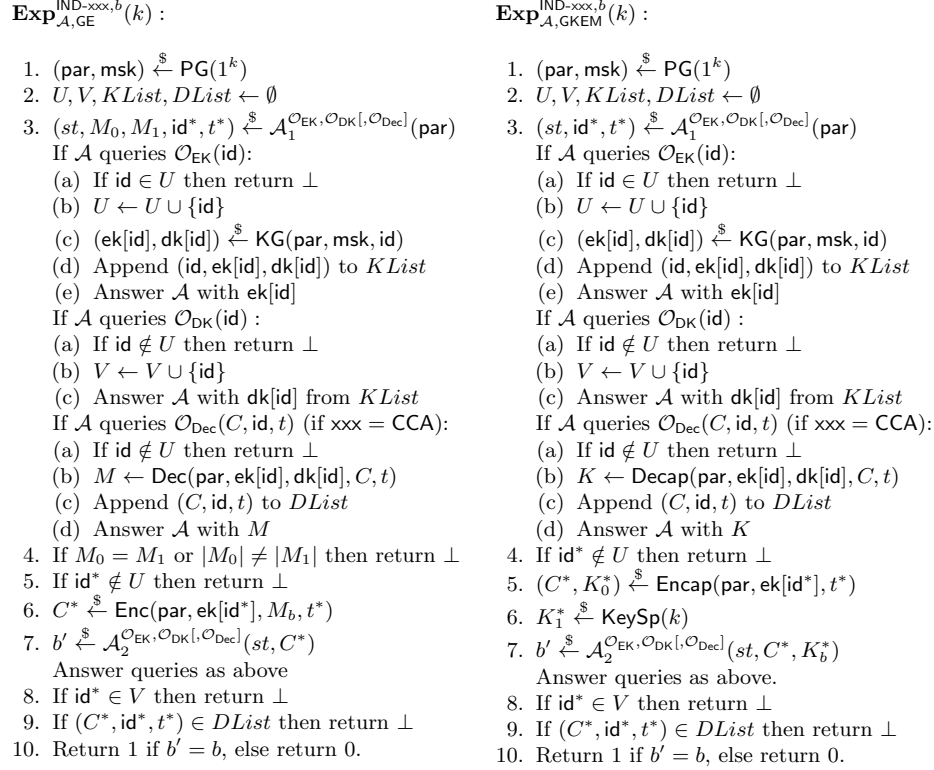 Exp^{IND-xxx,b}_{A,GE}(k) :
1. (par, msk) ←$ PG(1^k)
2. U, V, KList, DList ← ∅
3. (st, M_0, M_1, id*, t*) ←$ A_1^{O_EK,O_DK[,O_Dec]}(par)
If A queries O_EK(id):
(a) If id ∈ U then return ⊥
(b) U ← U ∪ {id}
(c) (ek[id], dk[id]) ←$ KG(par, msk, id)
(d) Append (id, ek[id], dk[id]) to KList
(e) Answer A with ek[id]
If A queries O_DK(id) :
(a) If id ∉ U then return ⊥
(b) V ← V ∪ {id}
(c) Answer A with dk[id] from KList
If A queries O_Dec(C, id, t) (if xxx = CCA):
(a) If id ∉ U then return ⊥
(b) M ← Dec(par, ek[id], dk[id], C, t)
(c) Append (C, id, t) to DList
(d) Answer A with M
4. If M_0 = M_1 or |M_0| ≠ |M_1| then return ⊥
5. If id* ∉ U then return ⊥
6. C* ←$ Enc(par, ek[id*], M_b, t*)
7. b′ ←$ A_2^{O_EK,O_DK[,O_Dec]}(st, C*)
Answer queries as above
8. If id* ∈ V then return ⊥
9. If (C*, id*, t*) ∈ DList then return ⊥
10. Return 1 if b′ = b, else return 0.
Exp^{IND-xxx,b}_{A,GKEM}(k) :
1. (par, msk) ←$ PG(1^k)
2. U, V, KList, DList ← ∅
3. (st, id*, t*) ←$ A_1^{O_EK,O_DK[,O_Dec]}(par)
If A queries O_EK(id):
(a) If id ∈ U then return ⊥
(b) U ← U ∪ {id}
(c) (ek[id], dk[id]) ←$ KG(par, msk, id)
(d) Append (id, ek[id], dk[id]) to KList
(e) Answer A with ek[id]
If A queries O_DK(id) :
(a) If id ∉ U then return ⊥
(b) V ← V ∪ {id}
(c) Answer A with dk[id] from KList
If A queries O_Dec(C, id, t) (if xxx = CCA):
(a) If id ∉ U then return ⊥
(b) K ← Decap(par, ek[id], dk[id], C, t)
(c) Append (C, id, t) to DList
(d) Answer A with K
4. If id* ∉ U then return ⊥
5. (C*, K_0*) ←$ Encap(par, ek[id*], t*)
6. K_1* ←$ KeySp(k)
7. b′ ←$ A_2^{O_EK,O_DK[,O_Dec]}(st, C*, K_b*)
Answer queries as above.
8. If id* ∈ V then return ⊥
9. If (C*, id*, t*) ∈ DList then return ⊥
10. Return 1 if b′ = b, else return 0.